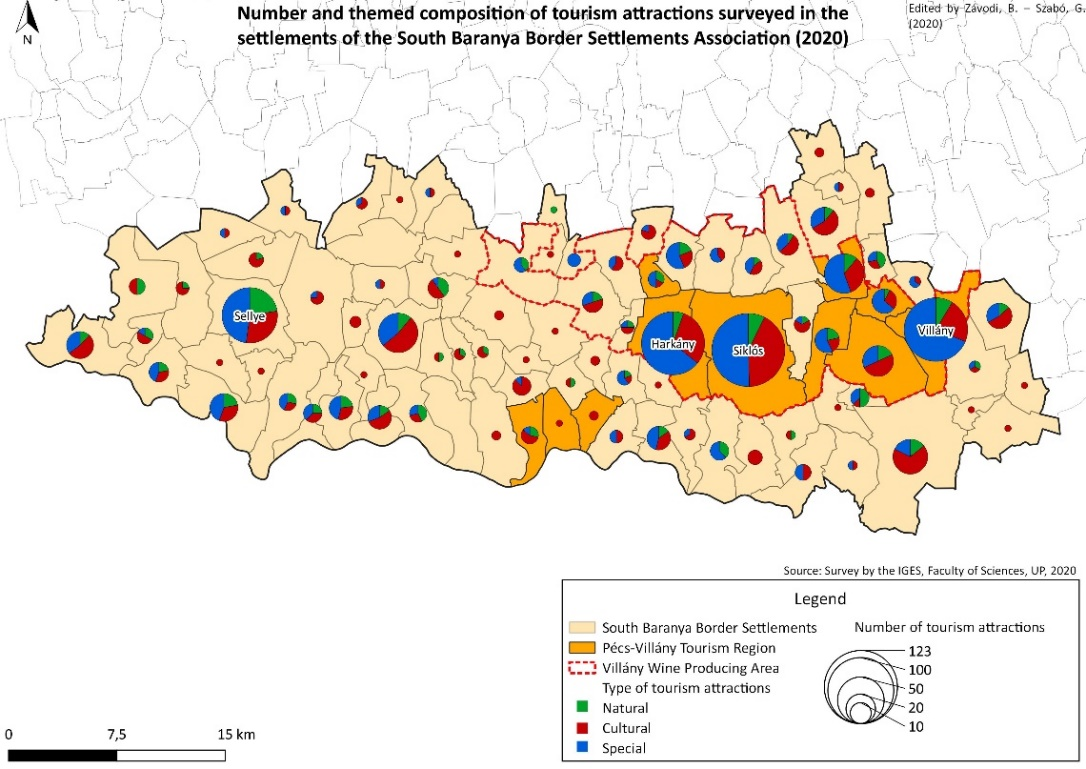 Number and themed composition of tourism attractions surveyed in the
settlements of the South Baranya Border Settlements Association (2020)
Edited by Závodi, B. – Szabó, G.
(2020)
N
Sellye
Harkány
Siklós
Villány
Source: Survey by the IGES, Faculty of Sciences, UP, 2020
Legend
South Baranya Border Settlements
Pécs-Villány Tourism Region
Villány Wine Producing Area
Type of tourism attractions
Natural
Cultural
Special
Number of tourism attractions
123
100
50
20
10
0 7,5 15 km